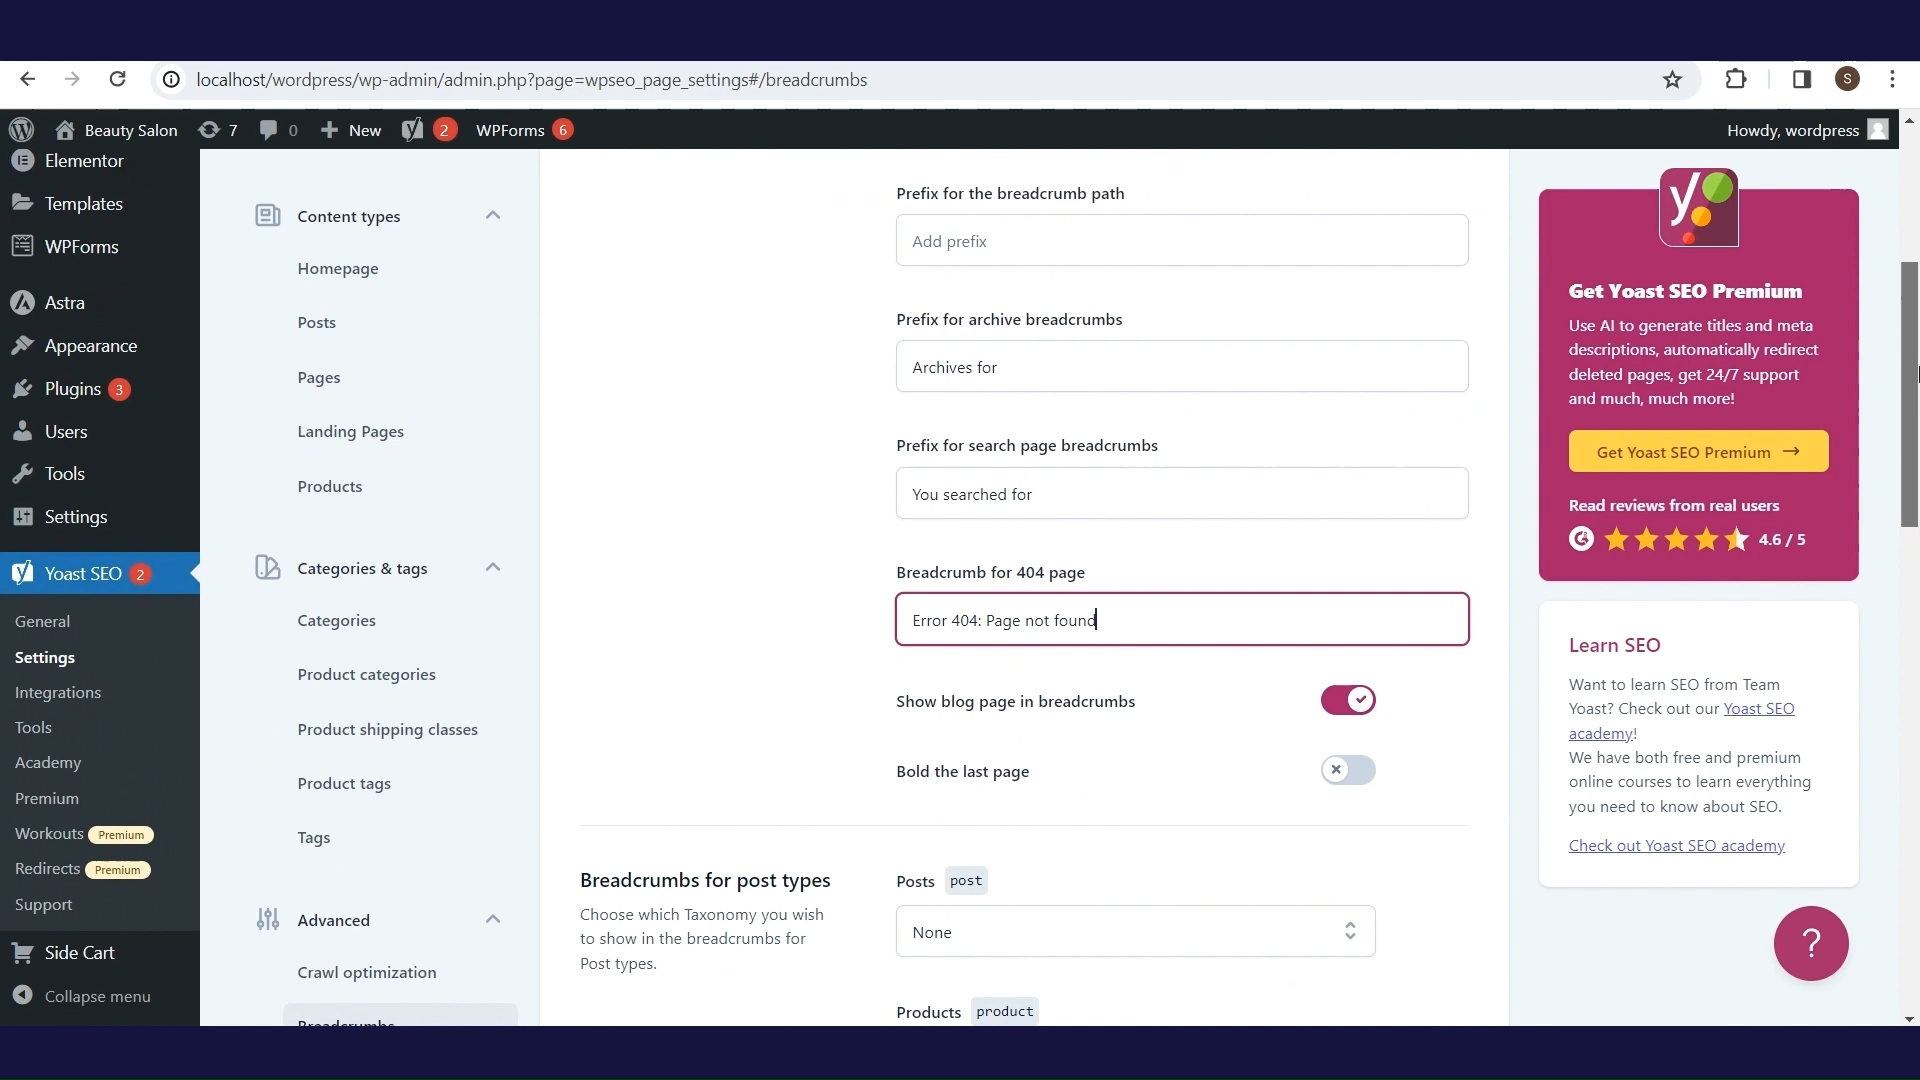 localhost/wordpress/wp-admin/admin.php?page=wpseo_page_settings#/breadcrumbs
S
Beauty Salon
7
0
New
2
WPForms 6
Howdy, wordpress
Elementor
Templates
WPForms
Astra
Appearance
Plugins 3
Users
Tools
Settings
Yoast SEO 2
General
Settings
Integrations
Tools
Academy
Premium
Workouts Premium
Redirects Premium
Support
Side Cart
Collapse menu
Content types
Homepage
Posts
Pages
Landing Pages
Products
Categories & tags
Categories
Product categories
Product shipping classes
Product tags
Tags
Advanced
Crawl optimization
Breadcrumbs
Prefix for the breadcrumb path
Add prefix
Prefix for archive breadcrumbs
Archives for
Prefix for search page breadcrumbs
You searched for
Breadcrumb for 404 page
Error 404: Page not found
Show blog page in breadcrumbs
Bold the last page
Breadcrumbs for post types
Choose which Taxonomy you wish
to show in the breadcrumbs for
Post types.
Posts post
None
Products product
y
Get Yoast SEO Premium
Use AI to generate titles and meta
descriptions, automatically redirect
deleted pages, get 24/7 support
and much, much more!
Get Yoast SEO Premium →
Read reviews from real users
4.6 / 5
Learn SEO
Want to learn SEO from Team
Yoast? Check out our Yoast SEO
academy!
We have both free and premium
online courses to learn everything
you need to know about SEO.
Check out Yoast SEO academy
?